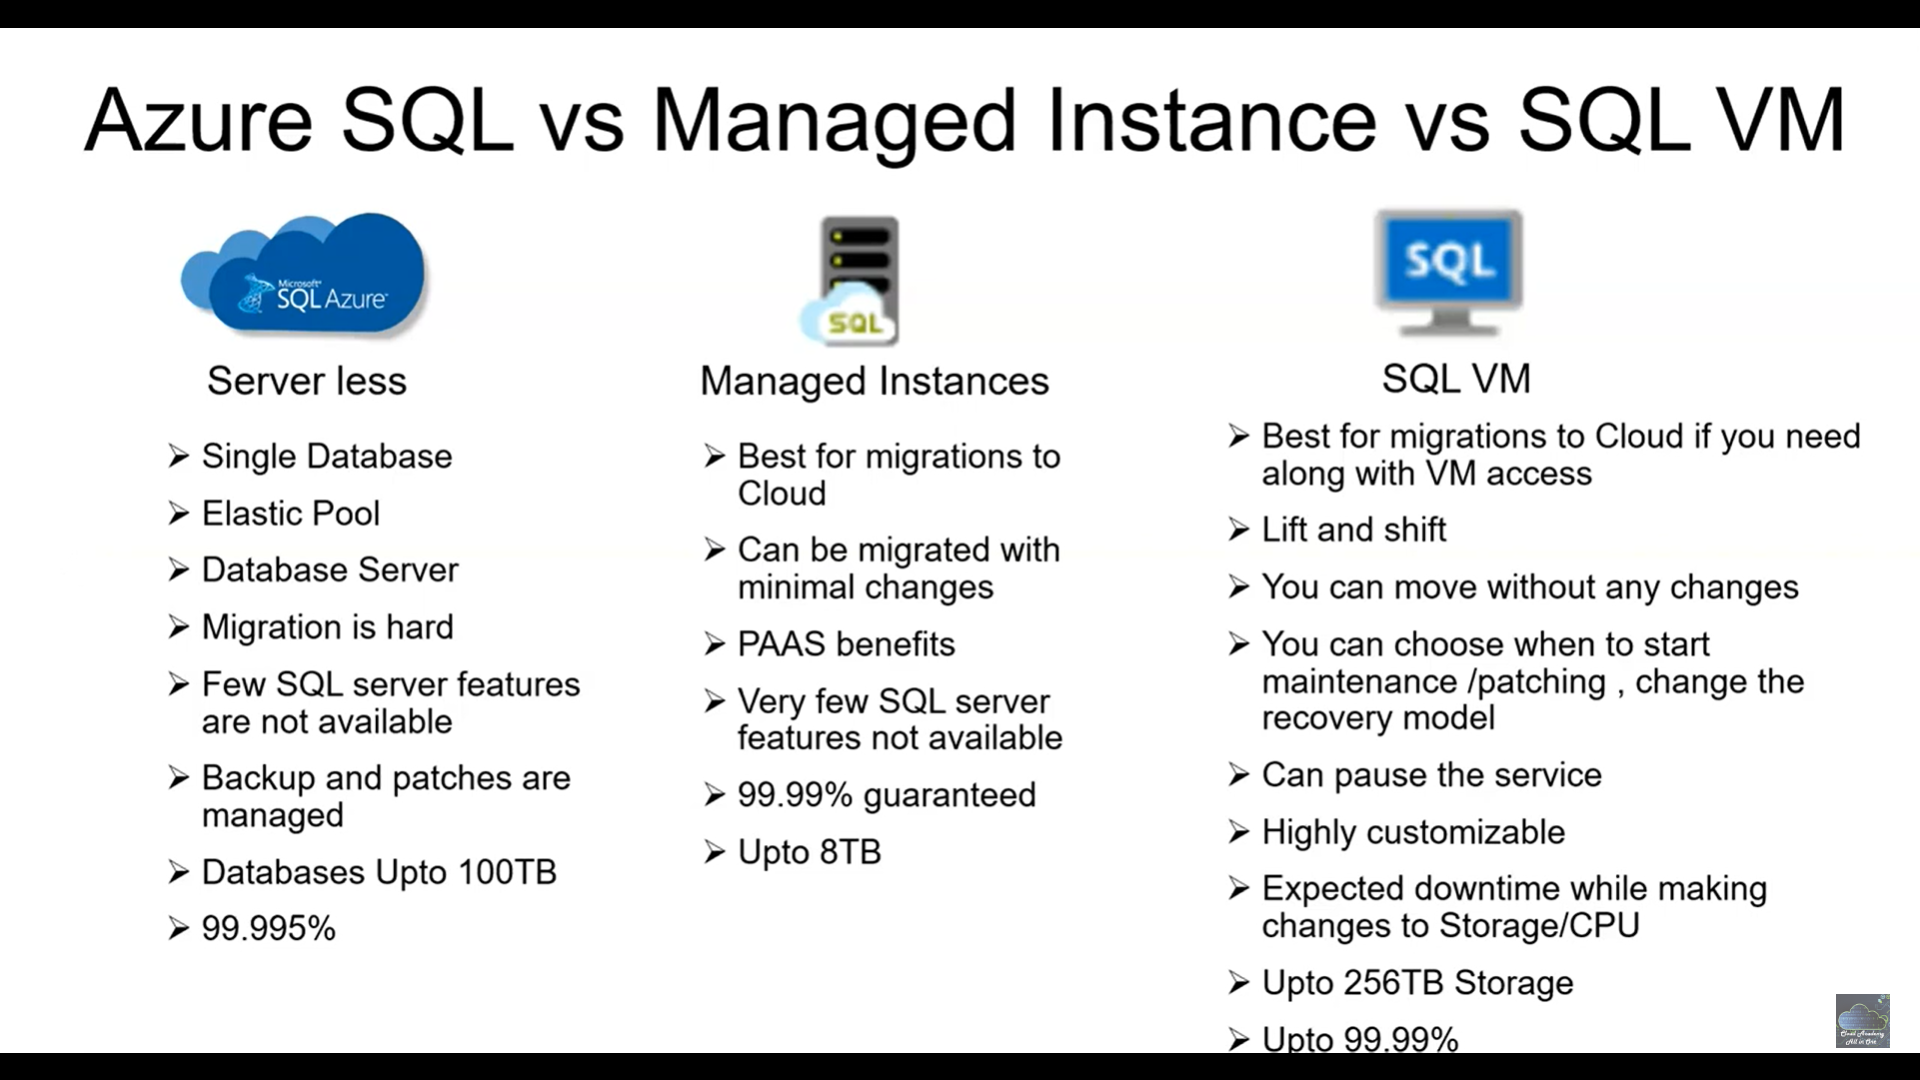 Azure SQL vs Managed Instance vs SQL VM
Microsoft
SQL Azure
Server less
➢ Single Database
➢ Elastic Pool
➢ Database Server
➢ Migration is hard
➢ Few SQL server features
are not available
➢ Backup and patches are
managed
➢ Databases Upto 100TB
➢ 99.995%
SQL
Managed Instances
➢ Best for migrations to
Cloud
➢ Can be migrated with
minimal changes
➢ PAAS benefits
➢ Very few SQL server
features not available
➢ 99.99% guaranteed
➢ Upto 8TB
SQL
SQL VM
➢ Best for migrations to Cloud if you need
along with VM access
➢ Lift and shift
➢ You can move without any changes
➢ You can choose when to start
maintenance /patching , change the
recovery model
➢ Can pause the service
➢ Highly customizable
➢ Expected downtime while making
changes to Storage/CPU
➢ Upto 256TB Storage
➢ Upto 99.99%
Cloud Academy
All in One